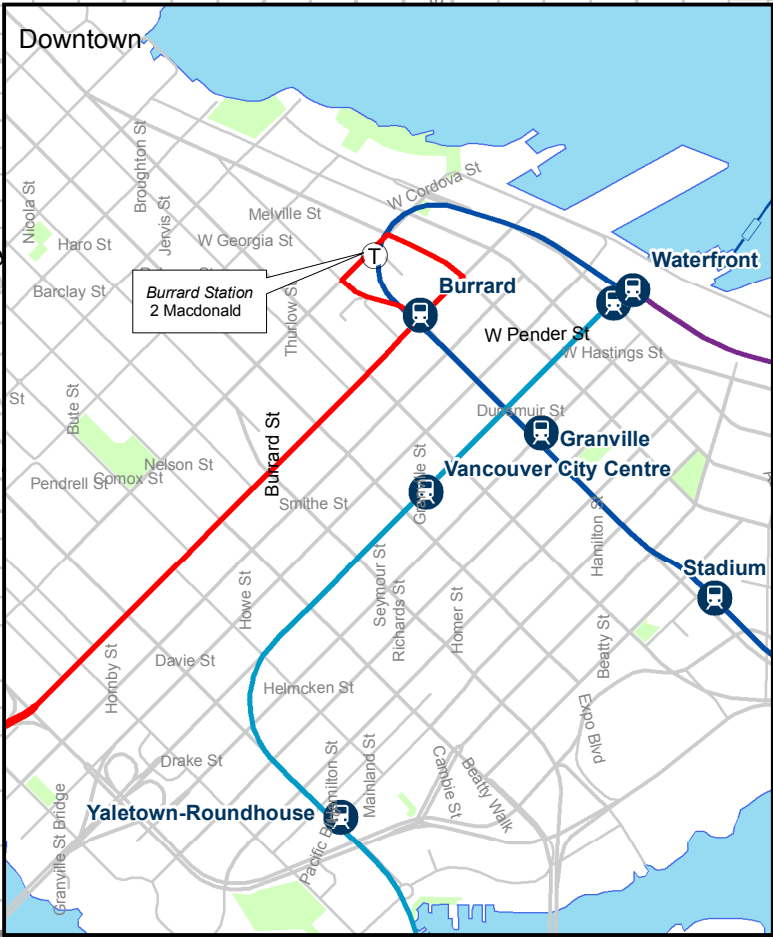 Downtown
W Cordova St
Broughton St
Nicola St
Jervis St
Melville St
W Georgia St
Haro St
T
Waterfront
Barclay St
Burrard Station
2 Macdonald
Burrard
Thurlow St
W Pender St
W Hastings St
St
Bute St
Dunsmuir St
Burrard St
Granville
Granville St
Vancouver City Centre
Nelson St
Comox St
Pendrell St
Smithe St
Hamilton St
Stadium
Howe St
Seymour St
Richards St
Homer St
Beatty St
Hornby St
Davie St
Helmcken St
Expo Blvd
Drake St
Hamilton St
Mainland St
Cambie St
Beatty Walk
Yaletown-Roundhouse
Granville St Bridge